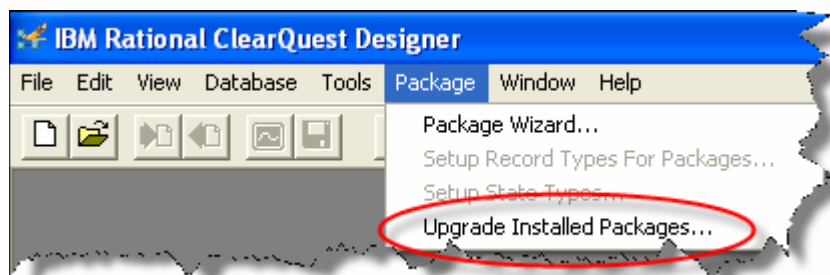 IBM Rational ClearQuest Designer
File Edit View Database Tools Package Window Help
Package Wizard...
Setup Record Types For Packages...
Setup State Types...
Upgrade Installed Packages...